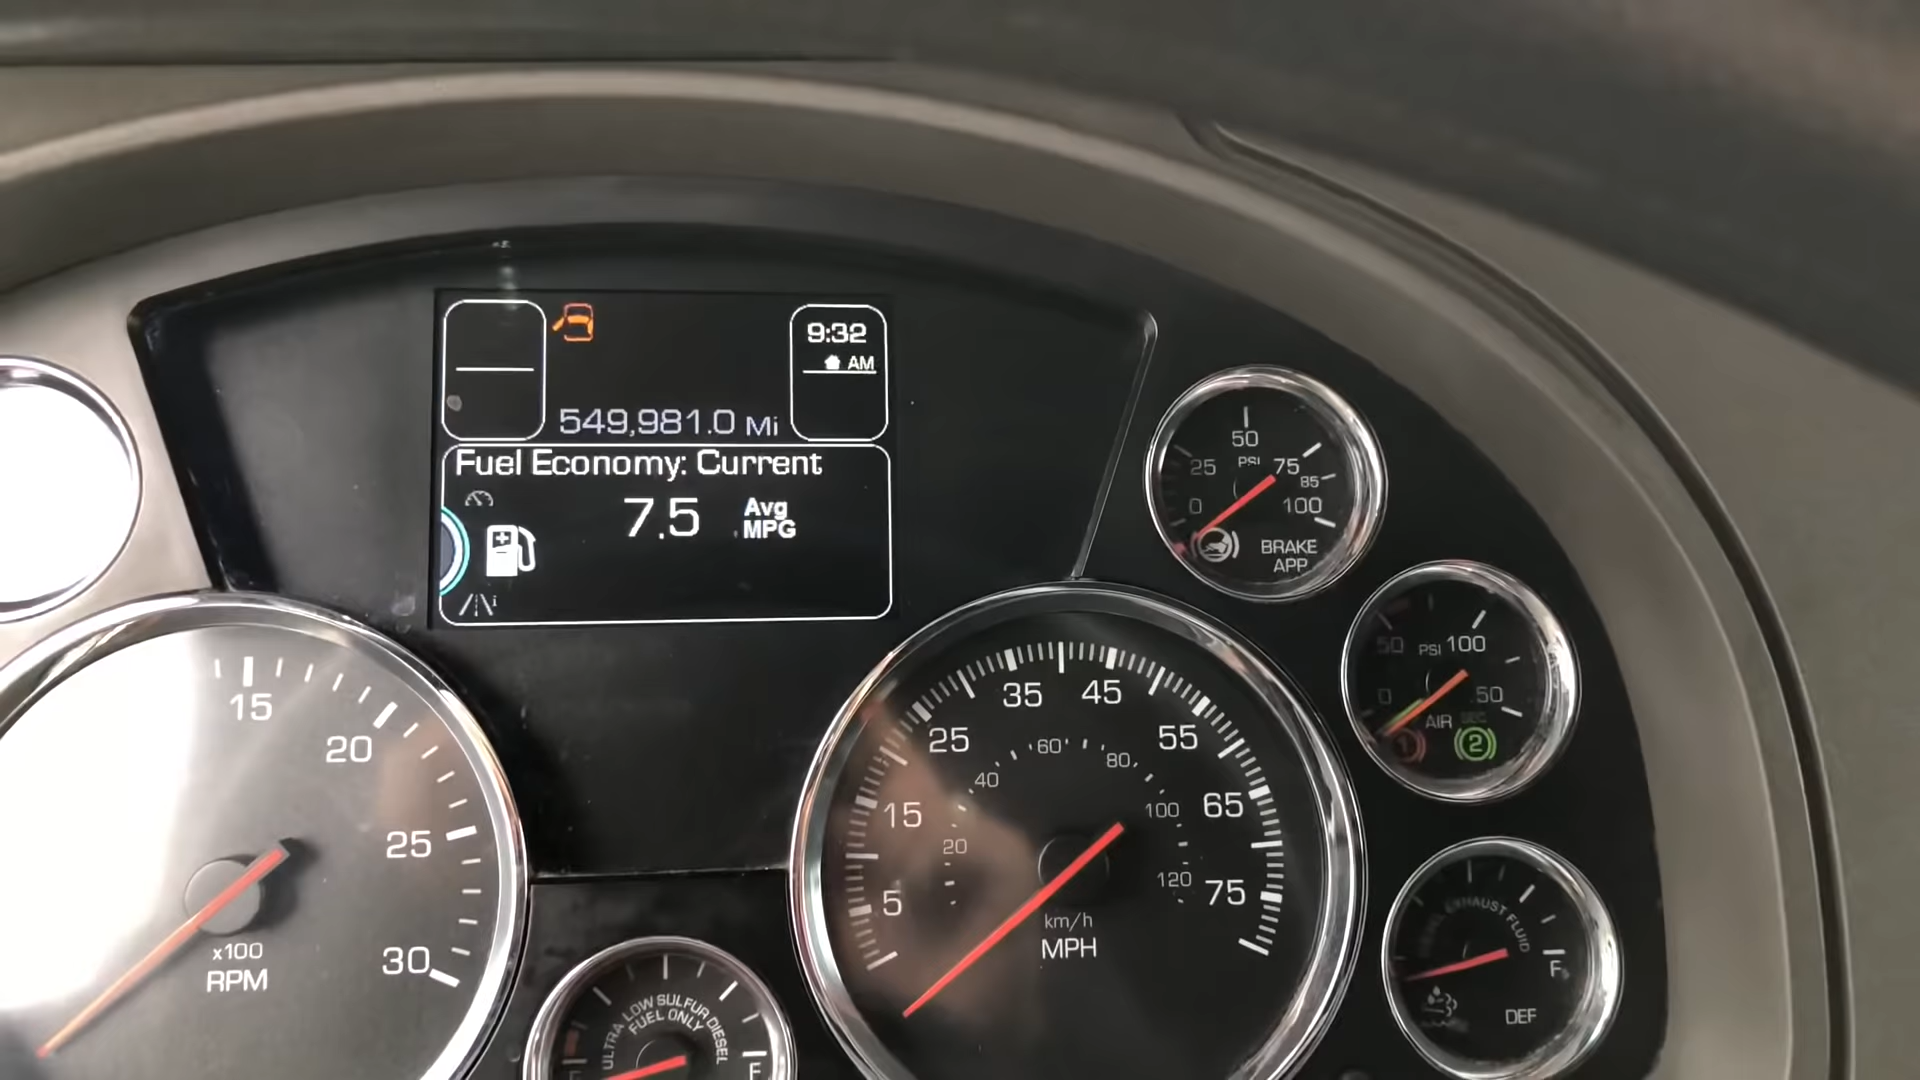 9:32
AM
549,981.0 Mi
Fuel Economy: Current
7.5 Avg
MPG
15
20
25
30
x100
RPM
ULTRA LOW SULFUR DIESEL
FUEL ONLY
F
5
15
25
35
45
55
65
75
20
40
60
80
100
120
km/h
MPH
0
25
50
75
85
100
PSI
BRAKE
APP
0
50
100
PSI
AIR
1
2
EXHAUST FLUID
F
DEF